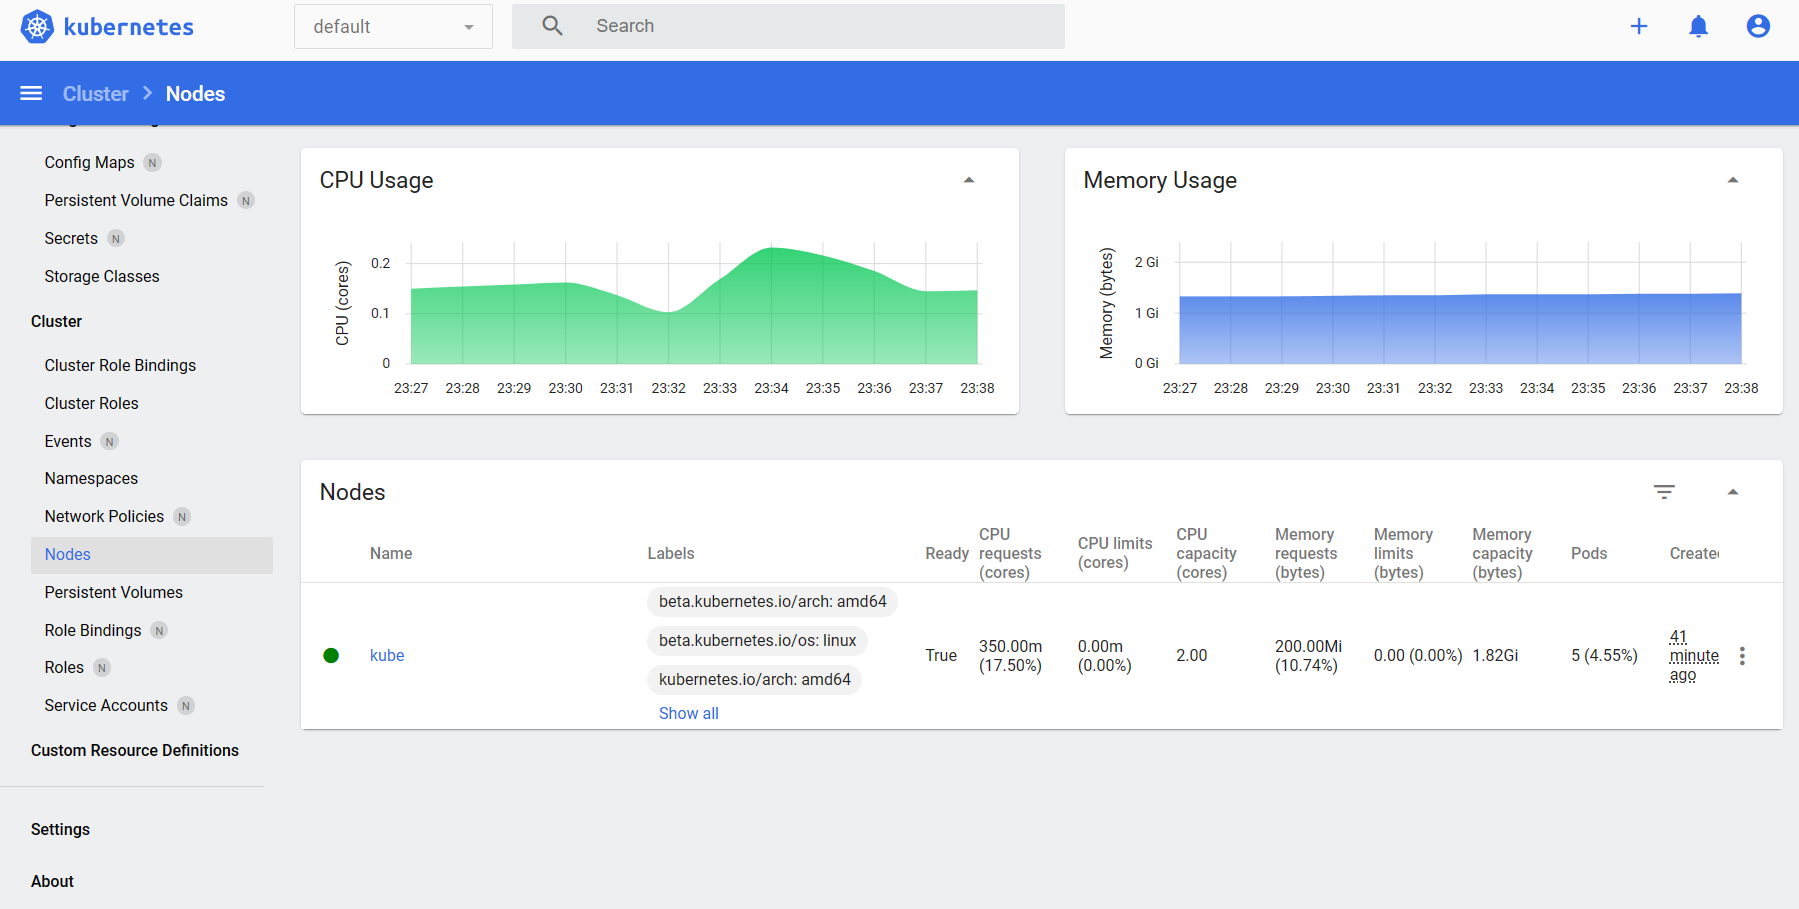 kubernetes
default
Search
Cluster
Nodes
Config Maps N
Persistent Volume Claims N
Secrets N
Storage Classes
Cluster
Cluster Role Bindings
Cluster Roles
Events N
Namespaces
Network Policies N
Nodes
Persistent Volumes
Role Bindings N
Roles N
Service Accounts N
Custom Resource Definitions
Settings
About
CPU Usage
CPU (cores)
0.2
0.1
0
23:27 23:28 23:29 23:30 23:31 23:32 23:33 23:34 23:35 23:36 23:37 23:38
Memory Usage
Memory (bytes)
2 Gi
1 Gi
0 Gi
23:27 23:28 23:29 23:30 23:31 23:32 23:33 23:34 23:35 23:36 23:37 23:38
Nodes
Name
Labels
Ready
CPU
requests
(cores)
CPU limits
(cores)
CPU
capacity
(cores)
Memory
requests
(bytes)
Memory
limits
(bytes)
Memory
capacity
(bytes)
Pods
kube
beta.kubernetes.io/arch: amd64
beta.kubernetes.io/os: linux
kubernetes.io/arch: amd64
Show all
True
350.00m
(17.50%)
0.00m
(0.00%)
2.00
200.00Mi
(10.74%)
0.00 (0.00%)
1.82Gi
5 (4.55%)
41
minute
ago